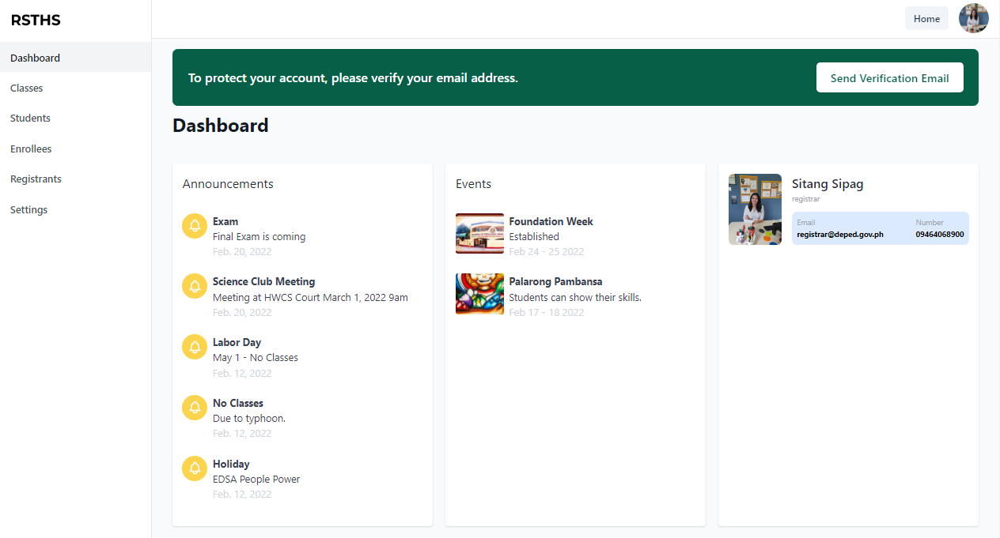 RSTHS
Home
Dashboard
Classes
Students
Enrollees
Registrants
Settings
To protect your account, please verify your email address.
Send Verification Email
Dashboard
Announcements
Exam
Final Exam is coming
Feb. 20, 2022
Science Club Meeting
Meeting at HWCS Court March 1, 2022 9am
Feb. 20, 2022
Labor Day
May 1 - No Classes
Feb. 12, 2022
No Classes
Due to typhoon.
Feb. 12, 2022
Holiday
EDSA People Power
Feb. 12, 2022
Events
Foundation Week
Established
Feb 24 - 25 2022
Palarong Pambansa
Students can show their skills.
Feb 17 - 18 2022
Sitang Sipag
registrar
Email Number
registrar@deped.gov.ph 09464068900